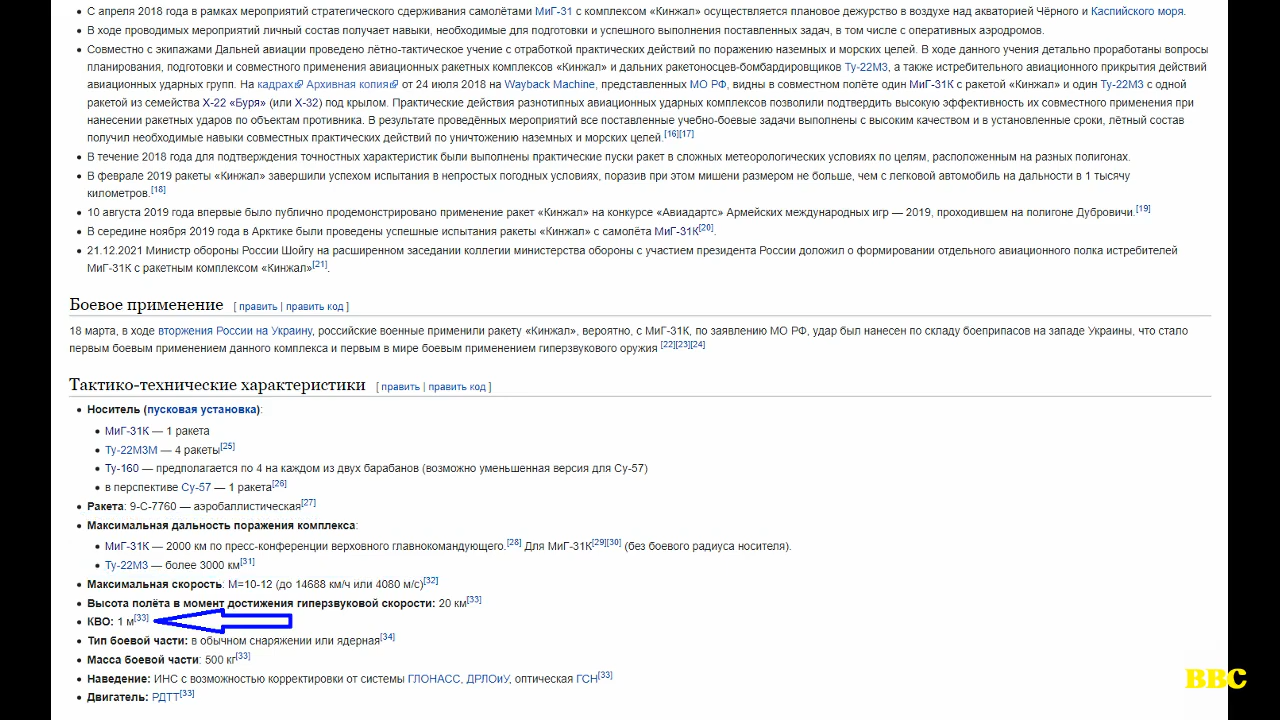 • С апреля 2018 года в рамках мероприятий стратегического сдерживания самолётами МиГ-31 с комплексом «Кинжал» осуществляется плановое дежурство в воздухе над акваторией Чёрного и Каспийского моря.
• В ходе проводимых мероприятий личный состав получает навыки, необходимые для подготовки и успешного выполнения поставленных задач, в том числе с оперативных аэродромов.
• Совместно с экипажами Дальней авиации проведено лётно-тактическое учение с отработкой практических действий по поражению наземных и морских целей. В ходе данного учения детально проработаны вопросы
планирования, подготовки и совместного применения авиационных ракетных комплексов «Кинжал» и дальних ракетоносцев-бомбардировщиков Ту-22М3, а также истребительного авиационного прикрытия действий
авиационных ударных групп. На кадрах Архивная копия от 24 июля 2018 на Wayback Machine, представленных МО РФ, видны в совместном полёте один МиГ-31К с ракетой «Кинжал» и один Ту-22М3 с одной
ракетой из семейства Х-22 «Буря» (или Х-32) под крылом. Практические действия разнотипных авиационных ударных комплексов позволили подтвердить высокую эффективность их совместного применения при
нанесении ракетных ударов по объектам противника. В результате проведённых мероприятий все поставленные учебно-боевые задачи выполнены с высоким качеством и в установленные сроки, лётный состав
получил необходимые навыки совместных практических действий по уничтожению наземных и морских целей.[16][17]
• В течение 2018 года для подтверждения точностных характеристик были выполнены практические пуски ракет в сложных метеорологических условиях по целям, расположенным на разных полигонах.
• В феврале 2019 ракеты «Кинжал» завершили успехом испытания в непростых погодных условиях, поразив при этом мишени размером не больше, чем с легковой автомобиль на дальности в 1 тысячу
километров.[18]
• 10 августа 2019 года впервые было публично продемонстрировано применение ракет «Кинжал» на конкурсе «Авиадартс» Армейских международных игр — 2019, проходившем на полигоне Дубровичи.[19]
• В середине ноября 2019 года в Арктике были проведены успешные испытания ракеты «Кинжал» с самолёта МиГ-31К[20].
• 21.12.2021 Министр обороны России Шойгу на расширенном заседании коллегии министерства обороны с участием президента России доложил о формировании отдельного авиационного полка истребителей
МиГ-31К с ракетным комплексом «Кинжал»[21].
Боевое применение [ править | править код ]
18 марта, в ходе вторжения России на Украину, российские военные применили ракету «Кинжал», вероятно, с МиГ-31К, по заявлению МО РФ, удар был нанесен по складу боеприпасов на западе Украины, что стало
первым боевым применением данного комплекса и первым в мире боевым применением гиперзвукового оружия [22][23][24]
Тактико-технические характеристики [ править | править код ]
• Носитель (пусковая установка):
• МиГ-31К — 1 ракета
• Ту-22М3М — 4 ракеты[25]
• Ту-160 — предполагается по 4 на каждом из двух барабанов (возможно уменьшенная версия для Су-57)
• в перспективе Су-57 — 1 ракета[26]
• Ракета: 9-С-7760 — аэробаллистическая[27]
• Максимальная дальность поражения комплекса:
• МиГ-31К — 2000 км по пресс-конференции верховного главнокомандующего.[28] Для МиГ-31К[29][30] (без боевого радиуса носителя).
• Ту-22М3 — более 3000 км[31]
• Максимальная скорость: М=10-12 (до 14688 км/ч или 4080 м/с)[32]
• Высота полёта в момент достижения гиперзвуковой скорости: 20 км[33]
• КВО: 1 м[33]
• Тип боевой части: в обычном снаряжении или ядерная[34]
• Масса боевой части: 500 кг[33]
• Наведение: ИНС с возможностью корректировки от системы ГЛОНАСС, ДРЛОиУ, оптическая ГСН[33]
• Двигатель: РДТТ[33]
BBC